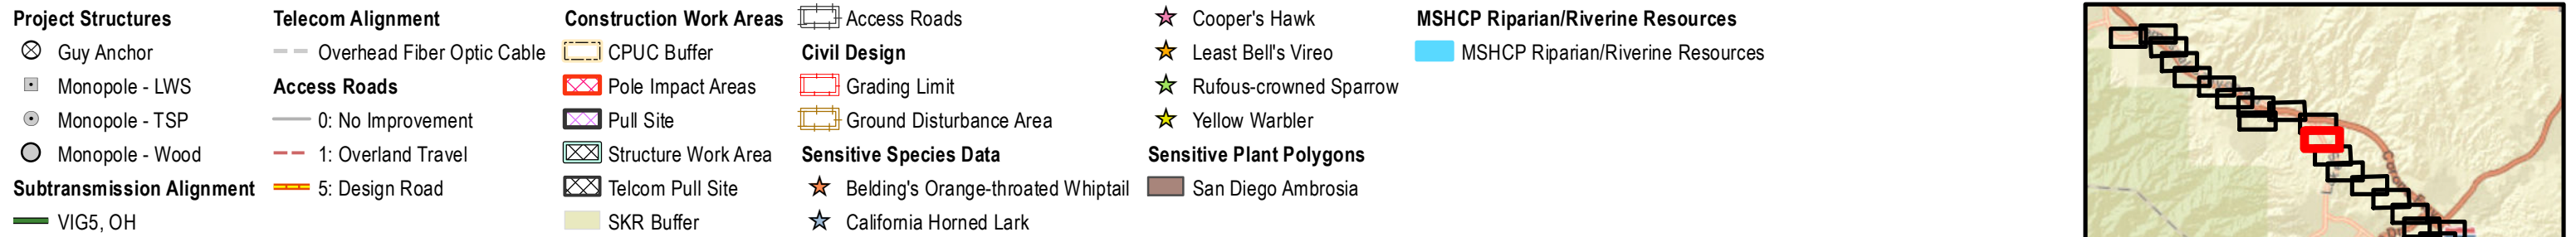 Project Structures
Guy Anchor
Monopole - LWS
Monopole - TSP
Monopole - Wood
Subtransmission Alignment
VIG5, OH
Telecom Alignment
Overhead Fiber Optic Cable
Access Roads
0: No Improvement
1: Overland Travel
5: Design Road
Construction Work Areas
CPUC Buffer
Pole Impact Areas
Pull Site
Structure Work Area
Telcom Pull Site
SKR Buffer
Access Roads
Civil Design
Grading Limit
Ground Disturbance Area
Sensitive Species Data
Belding's Orange-throated Whiptail
California Horned Lark
Cooper's Hawk
Least Bell's Vireo
Rufous-crowned Sparrow
Yellow Warbler
Sensitive Plant Polygons
San Diego Ambrosia
MSHCP Riparian/Riverine Resources
MSHCP Riparian/Riverine Resources